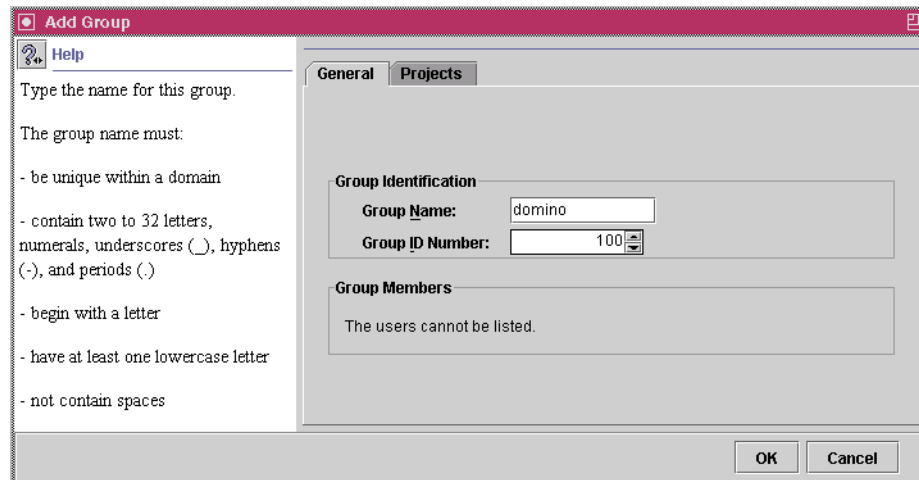 Add Group
Help
Type the name for this group.
The group name must:
- be unique within a domain
- contain two to 32 letters,
numerals, underscores (_), hyphens
(-), and periods (.)
- begin with a letter
- have at least one lowercase letter
- not contain spaces
General Projects
Group Identification
Group Name: domino
Group ID Number: 100
Group Members
The users cannot be listed.
OK Cancel